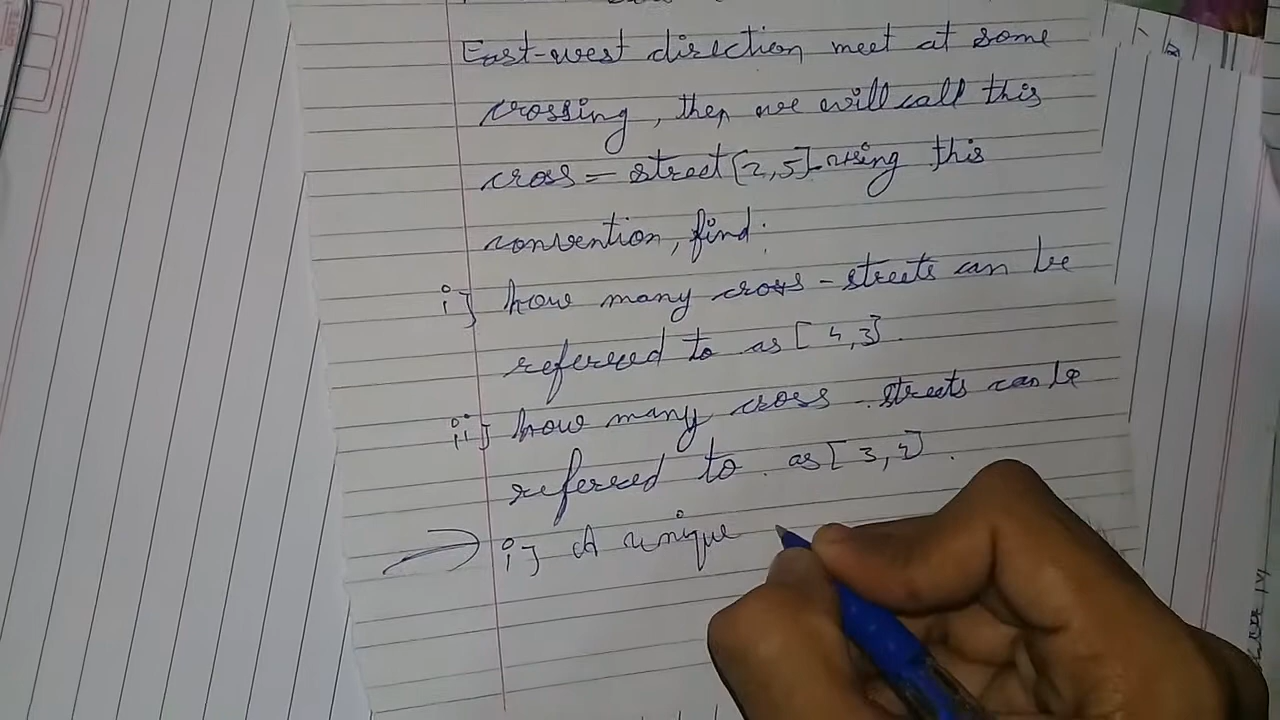 East-west direction meet at some
crossing, then we will call this
cross = street [2,5]. using this
convention, find:
i] how many cross - streets can be
referred to as [4,3].
ii] how many cross - streets can be
referred to as [3,4].
i] A unique